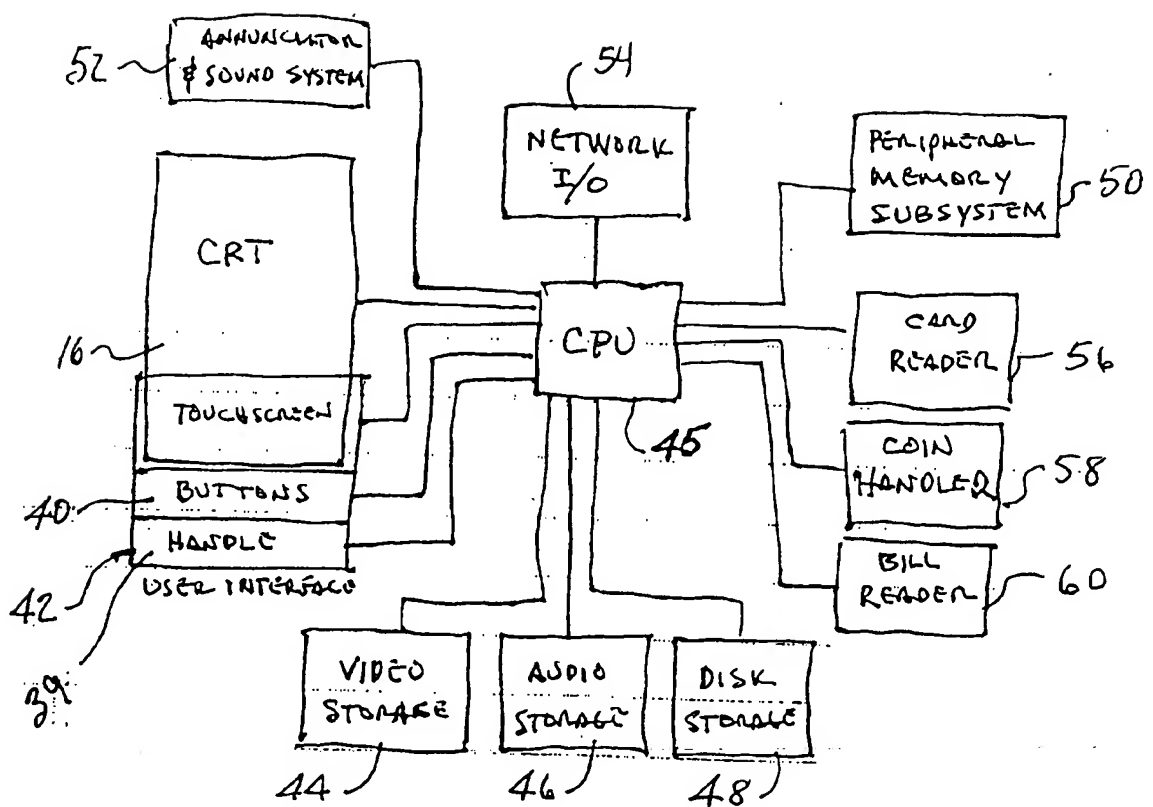 ANNUNCIATOR
& SOUND SYSTEM
52
54
NETWORK
I/O
PERIPHERAL
MEMORY
SUBSYSTEM
50
CRT
16
TOUCHSCREEN
CPU
45
CARD
READER
56
40
BUTTONS
COIN
HANDLER
58
HANDLE
42
USER INTERFACE
39
BILL
READER
60
VIDEO
STORAGE
44
AUDIO
STORAGE
46
DISK
STORAGE
48